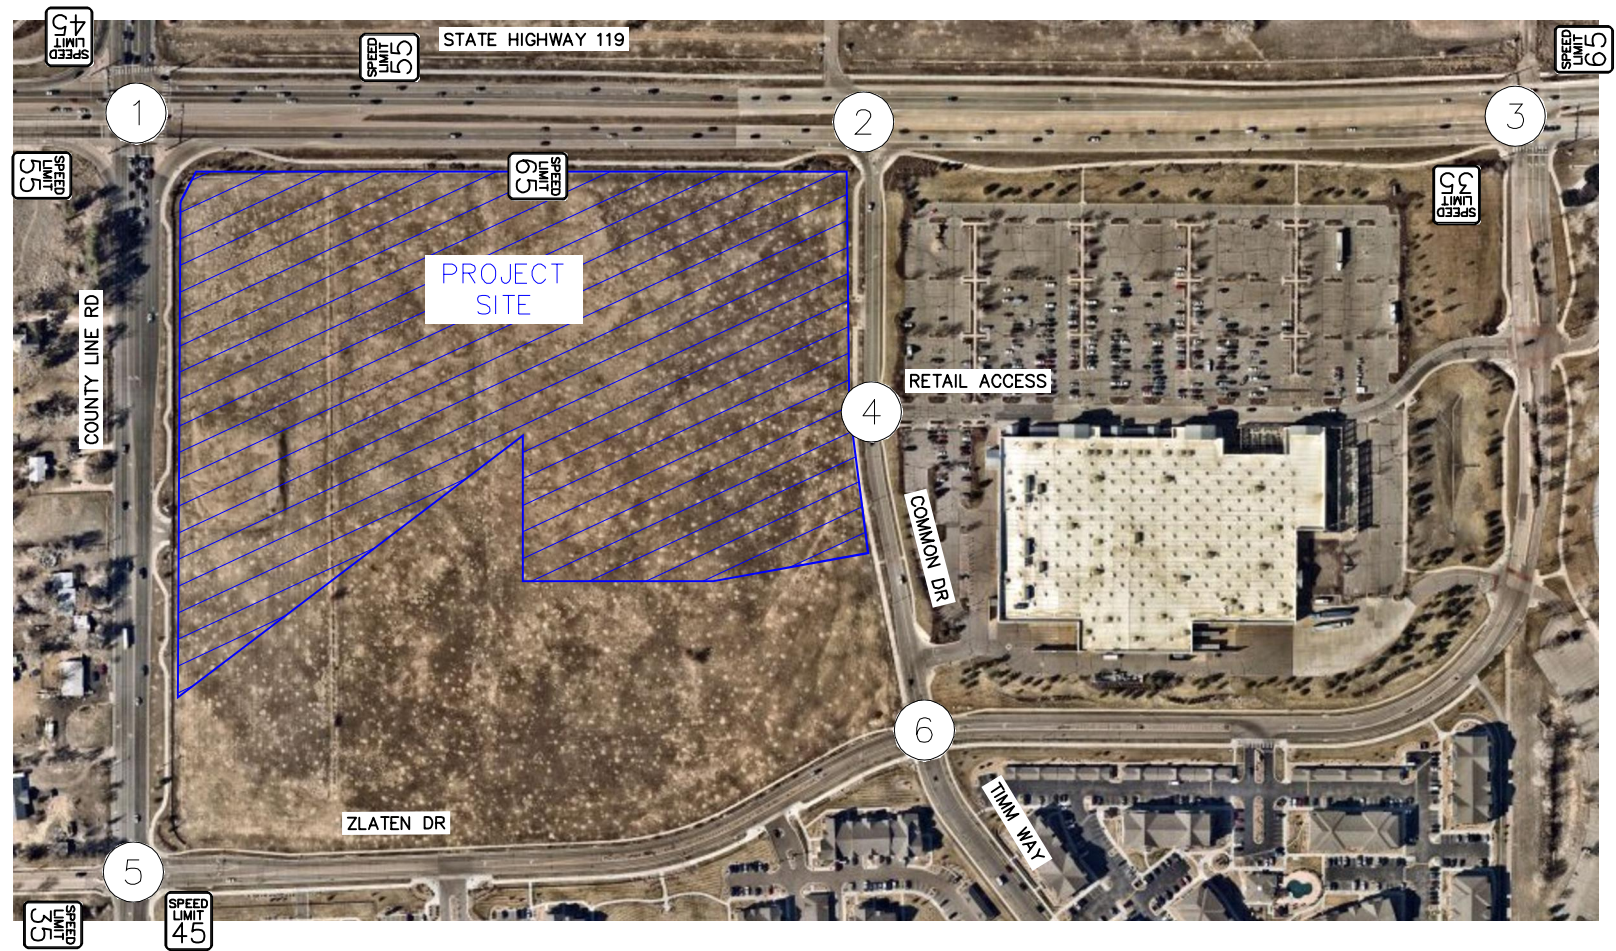 SPEED
LIMIT
45
STATE HIGHWAY 119
SPEED
LIMIT
55
SPEED
LIMIT
65
1
2
3
SPEED
LIMIT
55
SPEED
LIMIT
65
SPEED
LIMIT
35
PROJECT
SITE
COUNTY LINE RD
RETAIL ACCESS
4
COMMON DR
6
TIMM WAY
ZLATEN DR
5
SPEED
LIMIT
35
SPEED
LIMIT
45